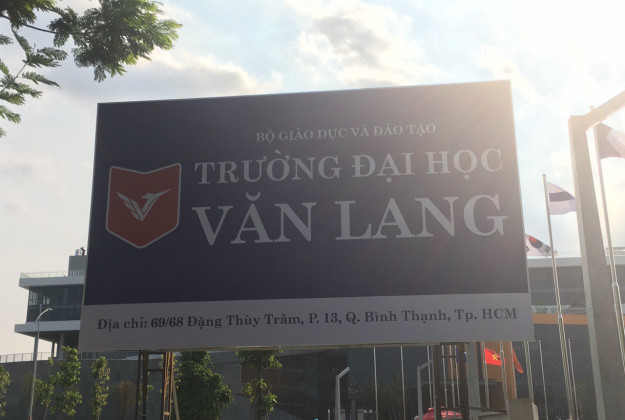 BỘ GIÁO DỤC VÀ ĐÀO TẠO
TRƯỜNG ĐẠI HỌC
VĂN LANG
Địa chỉ: 69/68 Đặng Thùy Trâm, P. 13, Q. Bình Thạnh, Tp. HCM